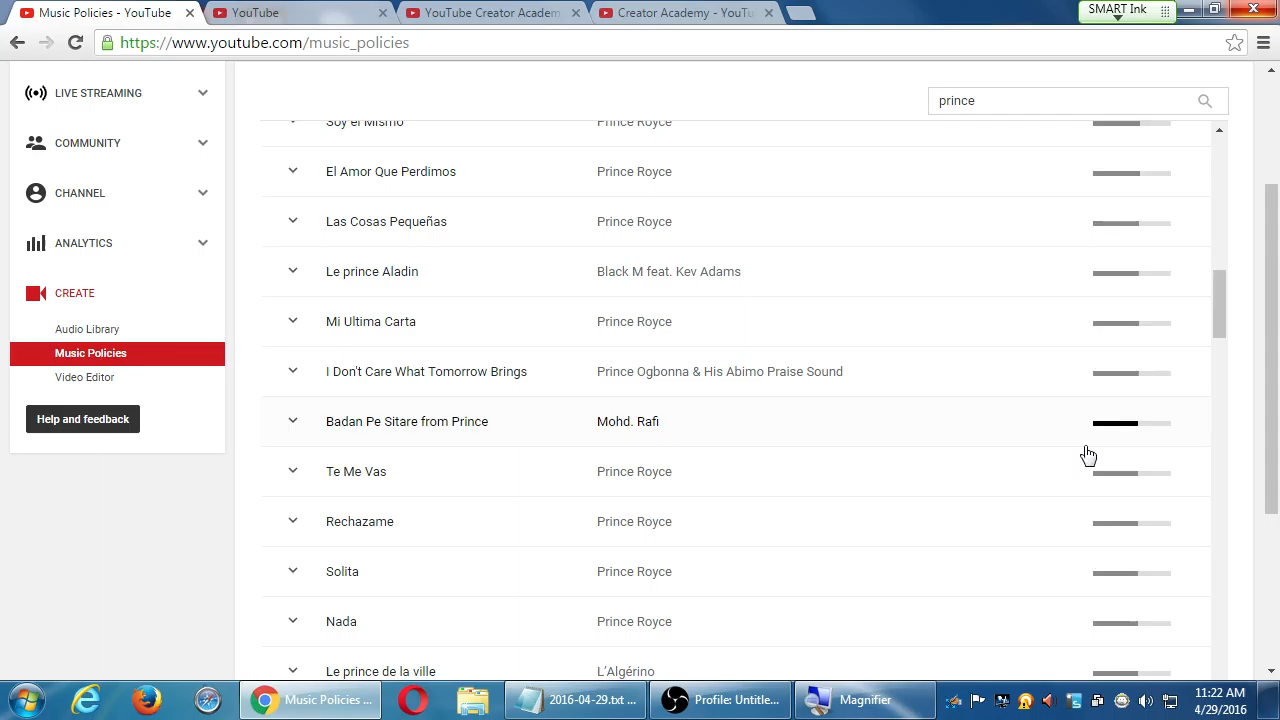 Music Policies - YouTube
YouTube
YouTube Creator Academ
Creator Academy - YouTu
SMART Ink
https://www.youtube.com/music_policies
LIVE STREAMING
COMMUNITY
CHANNEL
ANALYTICS
CREATE
Audio Library
Music Policies
Video Editor
Help and feedback
prince
Soy el Mismo Prince Royce
El Amor Que Perdimos Prince Royce
Las Cosas Pequeñas Prince Royce
Le prince Aladin Black M feat. Kev Adams
Mi Ultima Carta Prince Royce
I Don't Care What Tomorrow Brings Prince Ogbonna & His Abimo Praise Sound
Badan Pe Sitare from Prince Mohd. Rafi
Te Me Vas Prince Royce
Rechazame Prince Royce
Solita Prince Royce
Nada Prince Royce
Le prince de la ville L'Algérino
Music Policies ...
2016-04-29.txt ...
Profile: Untitle...
Magnifier
11:22 AM
4/29/2016